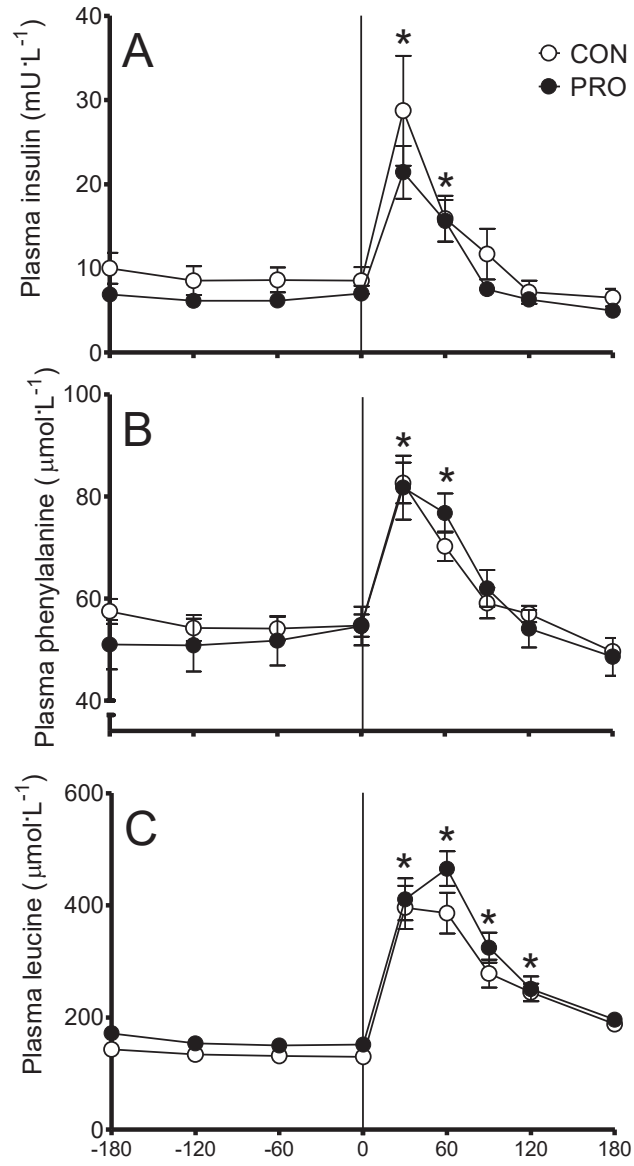 A
CON
PRO
Plasma insulin (mU·L⁻¹)
40
30
20
10
0
*
*
B
Plasma phenylalanine (μmol·L⁻¹)
100
80
60
40
*
*
C
Plasma leucine (μmol·L⁻¹)
600
400
200
0
*
*
*
*
-180 -120 -60 0 60 120 180